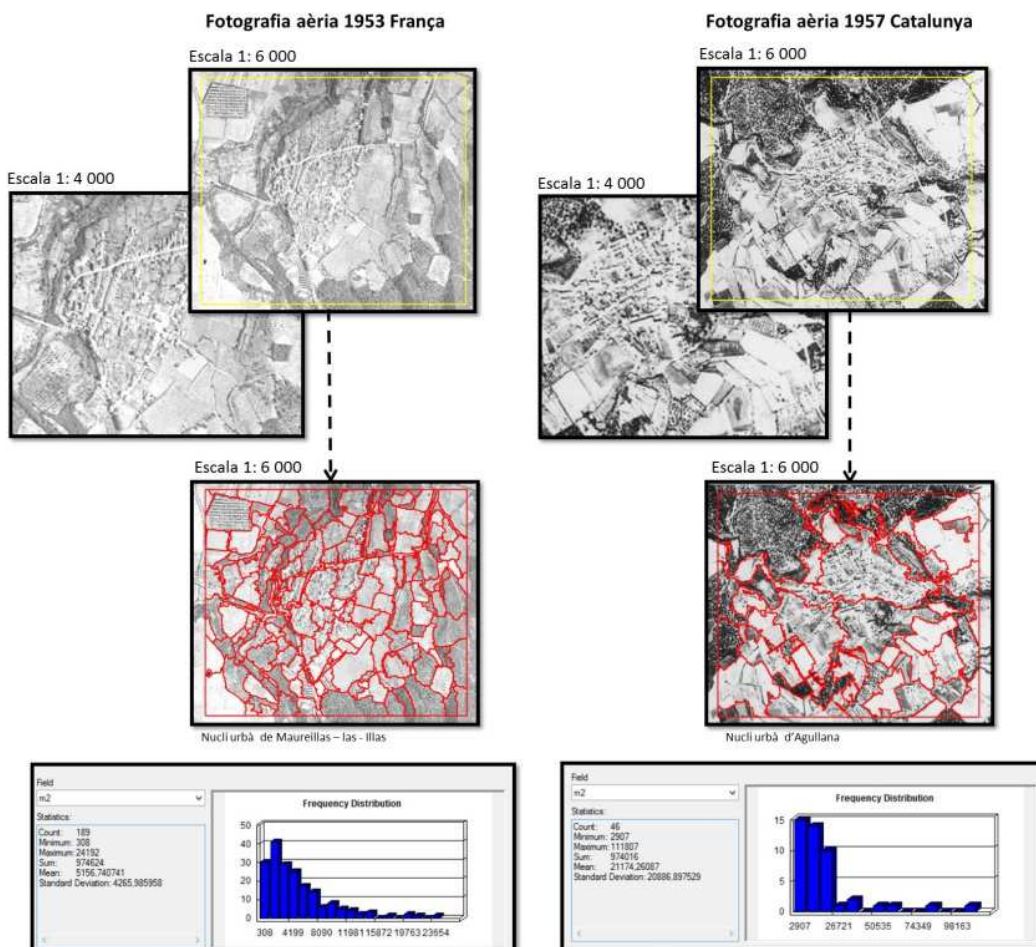 Fotografia aèria 1953 França
Fotografia aèria 1957 Catalunya
Escala 1: 6 000
Escala 1: 6 000
Escala 1: 4 000
Escala 1: 4 000
Escala 1: 6 000
Escala 1: 6 000
Nucli urbà de Maureillas – las - Illas
Nucli urbà d'Agullana
Field
m2
Statistics:
Count: 189
Minimum: 308
Maximum: 24192
Sum: 974624
Mean: 5156,740741
Standard Deviation: 4265,985958
Frequency Distribution
50
40
30
20
10
0
308 4199 8090 11981 15872 19763 23654
Field
m2
Statistics:
Count: 46
Minimum: 2907
Maximum: 111807
Sum: 974016
Mean: 21174,26087
Standard Deviation: 20886,897529
Frequency Distribution
15
10
5
0
2907 26721 50535 74349 98163